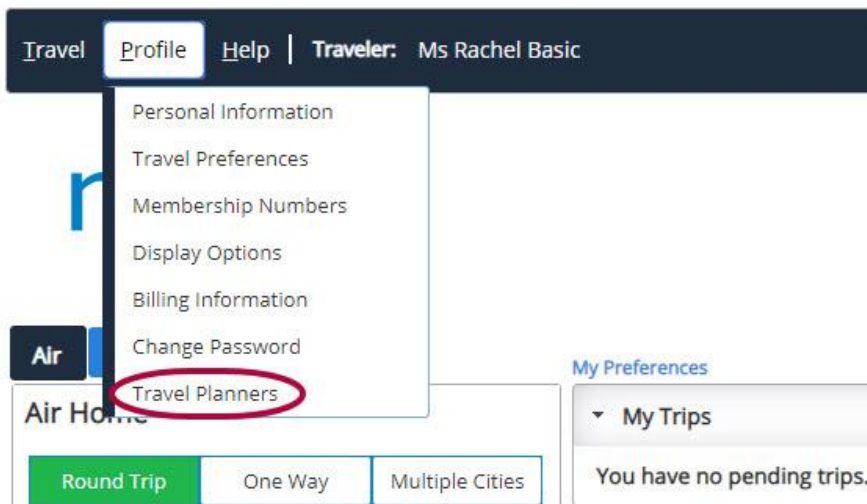 Travel Profile Help Traveler: Ms Rachel Basic
Personal Information
Travel Preferences
Membership Numbers
Display Options
Billing Information
Change Password
Travel Planners
Air
My Preferences
Air
My Trips
Round Trip One Way Multiple Cities
You have no pending trips.